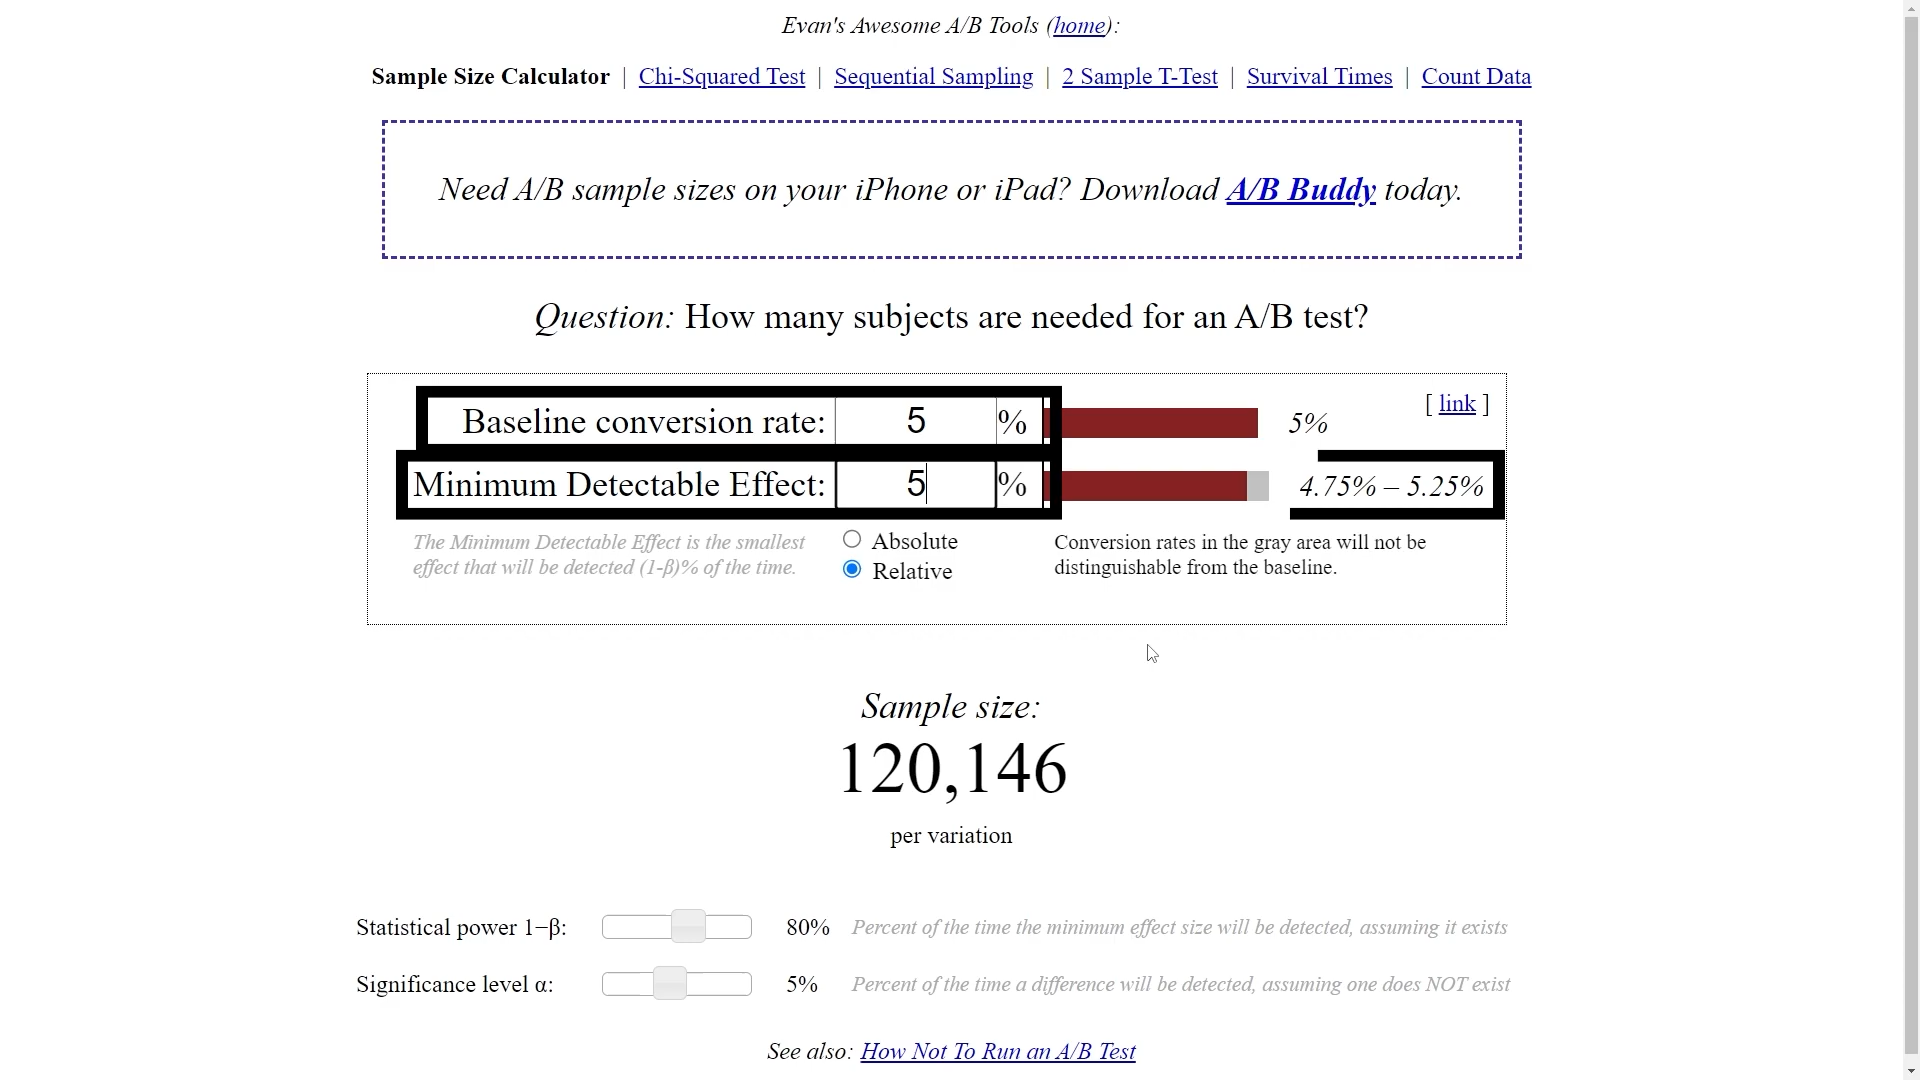 Evan's Awesome A/B Tools (home):
Sample Size Calculator | Chi-Squared Test | Sequential Sampling | 2 Sample T-Test | Survival Times | Count Data
Need A/B sample sizes on your iPhone or iPad? Download A/B Buddy today.
Question: How many subjects are needed for an A/B test?
[ link ]
Baseline conversion rate: 5 % 5%
Minimum Detectable Effect: 5 % 4.75% – 5.25%
The Minimum Detectable Effect is the smallest
effect that will be detected (1-β)% of the time.
Absolute
Relative
Conversion rates in the gray area will not be
distinguishable from the baseline.
Sample size:
120,146
per variation
Statistical power 1−β: 80% Percent of the time the minimum effect size will be detected, assuming it exists
Significance level α: 5% Percent of the time a difference will be detected, assuming one does NOT exist
See also: How Not To Run an A/B Test